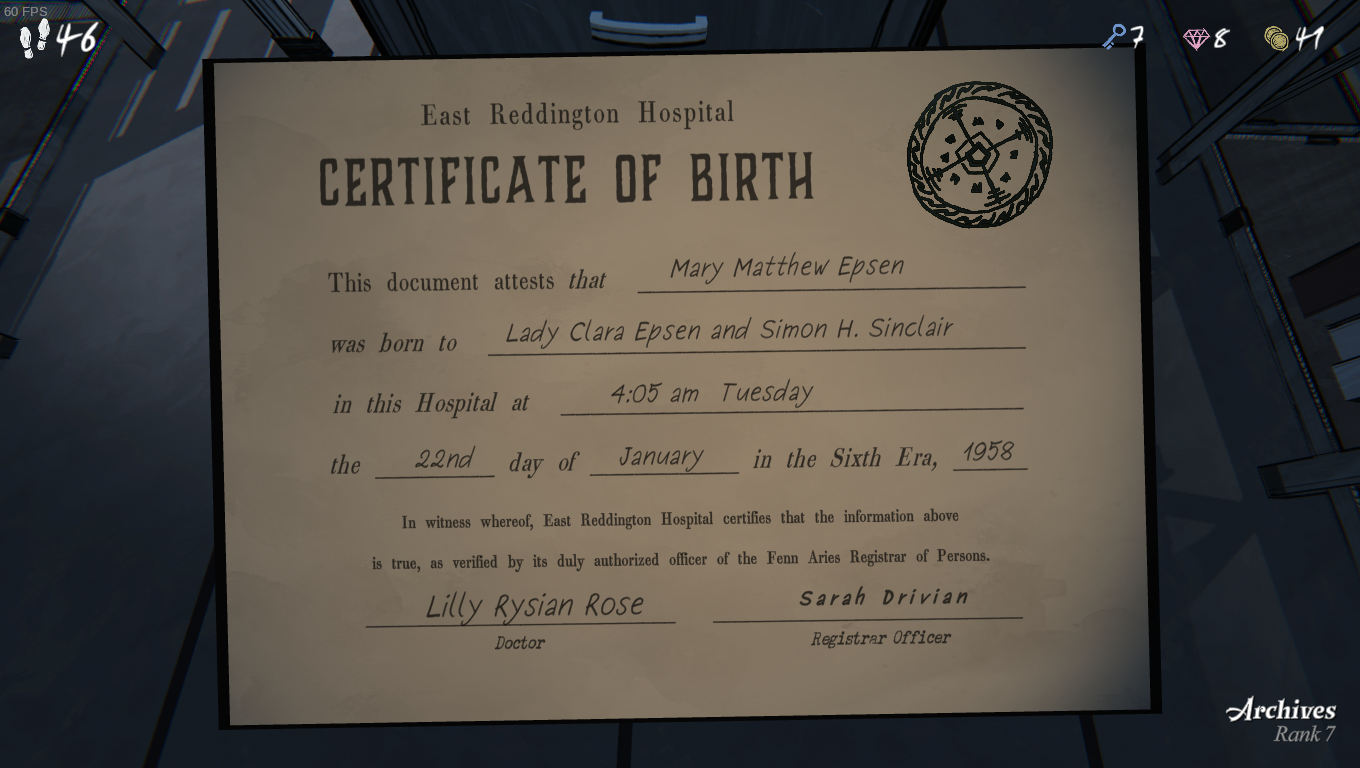 60 FPS
46
7
8
41
East Reddington Hospital
CERTIFICATE OF BIRTH
This document attests that Mary Matthew Epsen
was born to Lady Clara Epsen and Simon H. Sinclair
in this Hospital at 4:05 am Tuesday
the 22nd day of January in the Sixth Era, 1958
In witness whereof, East Reddington Hospital certifies that the information above
is true, as verified by its duly authorized officer of the Fenn Aries Registrar of Persons.
Lilly Rysian Rose Sarah Drivian
Doctor Registrar Officer
Archives
Rank 7